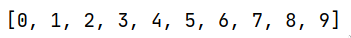 [0, 1, 2, 3, 4, 5, 6, 7, 8, 9]